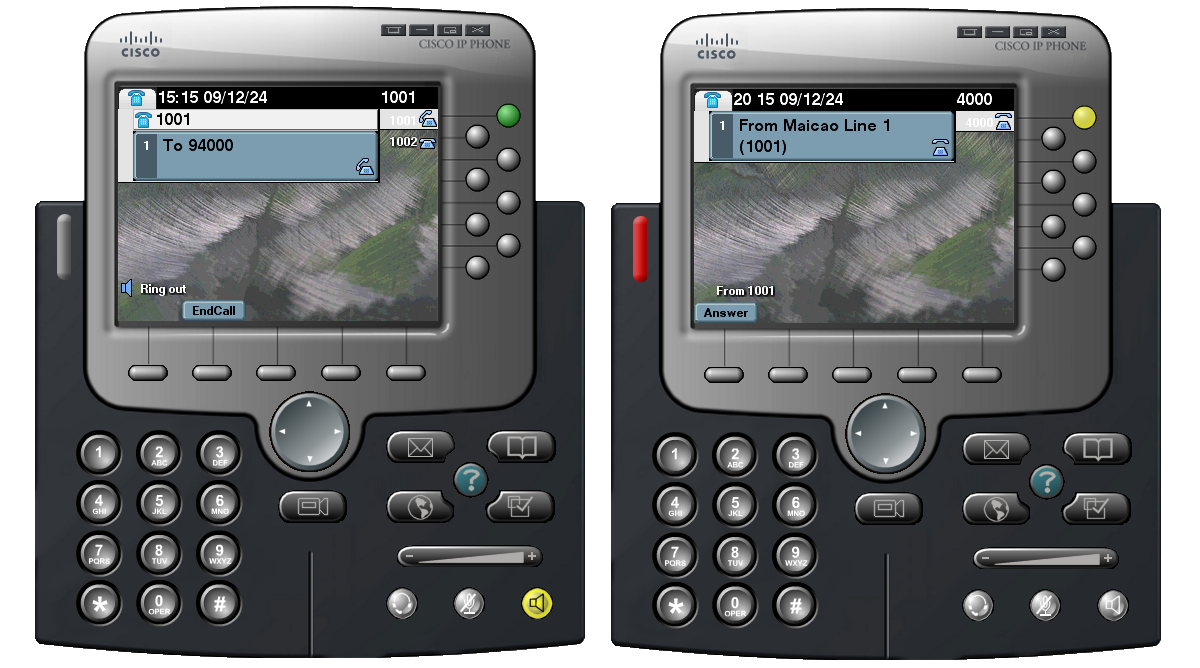 CISCO
CISCO IP PHONE
15:15 09/12/24
1001
1001
1001
1 To 94000
1002
Ring out
EndCall
1
2 ABC
3 DEF
4 GHI
5 JKL
6 MNO
7 PQRS
8 TUV
9 WXYZ
*
0 OPER
#
?
- +
CISCO
CISCO IP PHONE
20 15 09/12/24
4000
4000
1 From Maicao Line 1
(1001)
From 1001
Answer
1
2 ABC
3 DEF
4 GHI
5 JKL
6 MNO
7 PQRS
8 TUV
9 WXYZ
*
0 OPER
#
?
- +